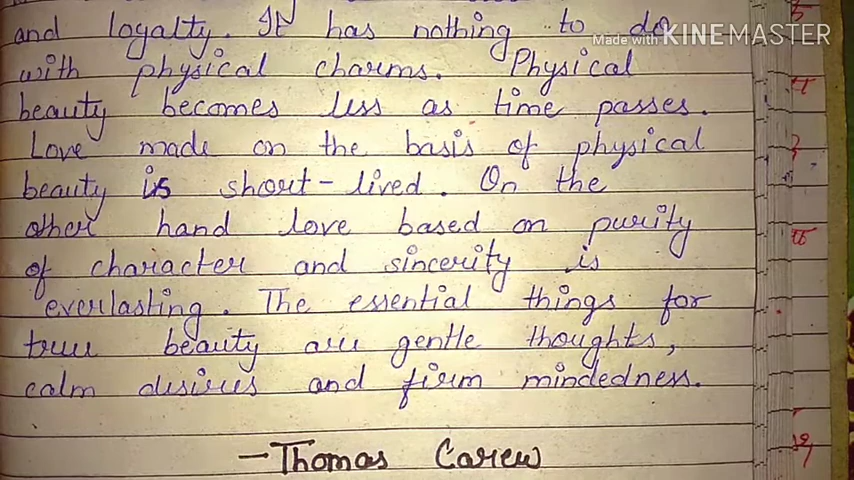 and loyalty. It has nothing to do
Made with KINEMASTER
with physical charms. Physical
beauty becomes less as time passes.
Love made on the basis of physical
beauty is short-lived. On the
other hand love based on purity
of character and sincerity is
everlasting. The essential things for
true beauty are gentle thoughts,
calm desires and firm mindedness.
-Thomas Carew